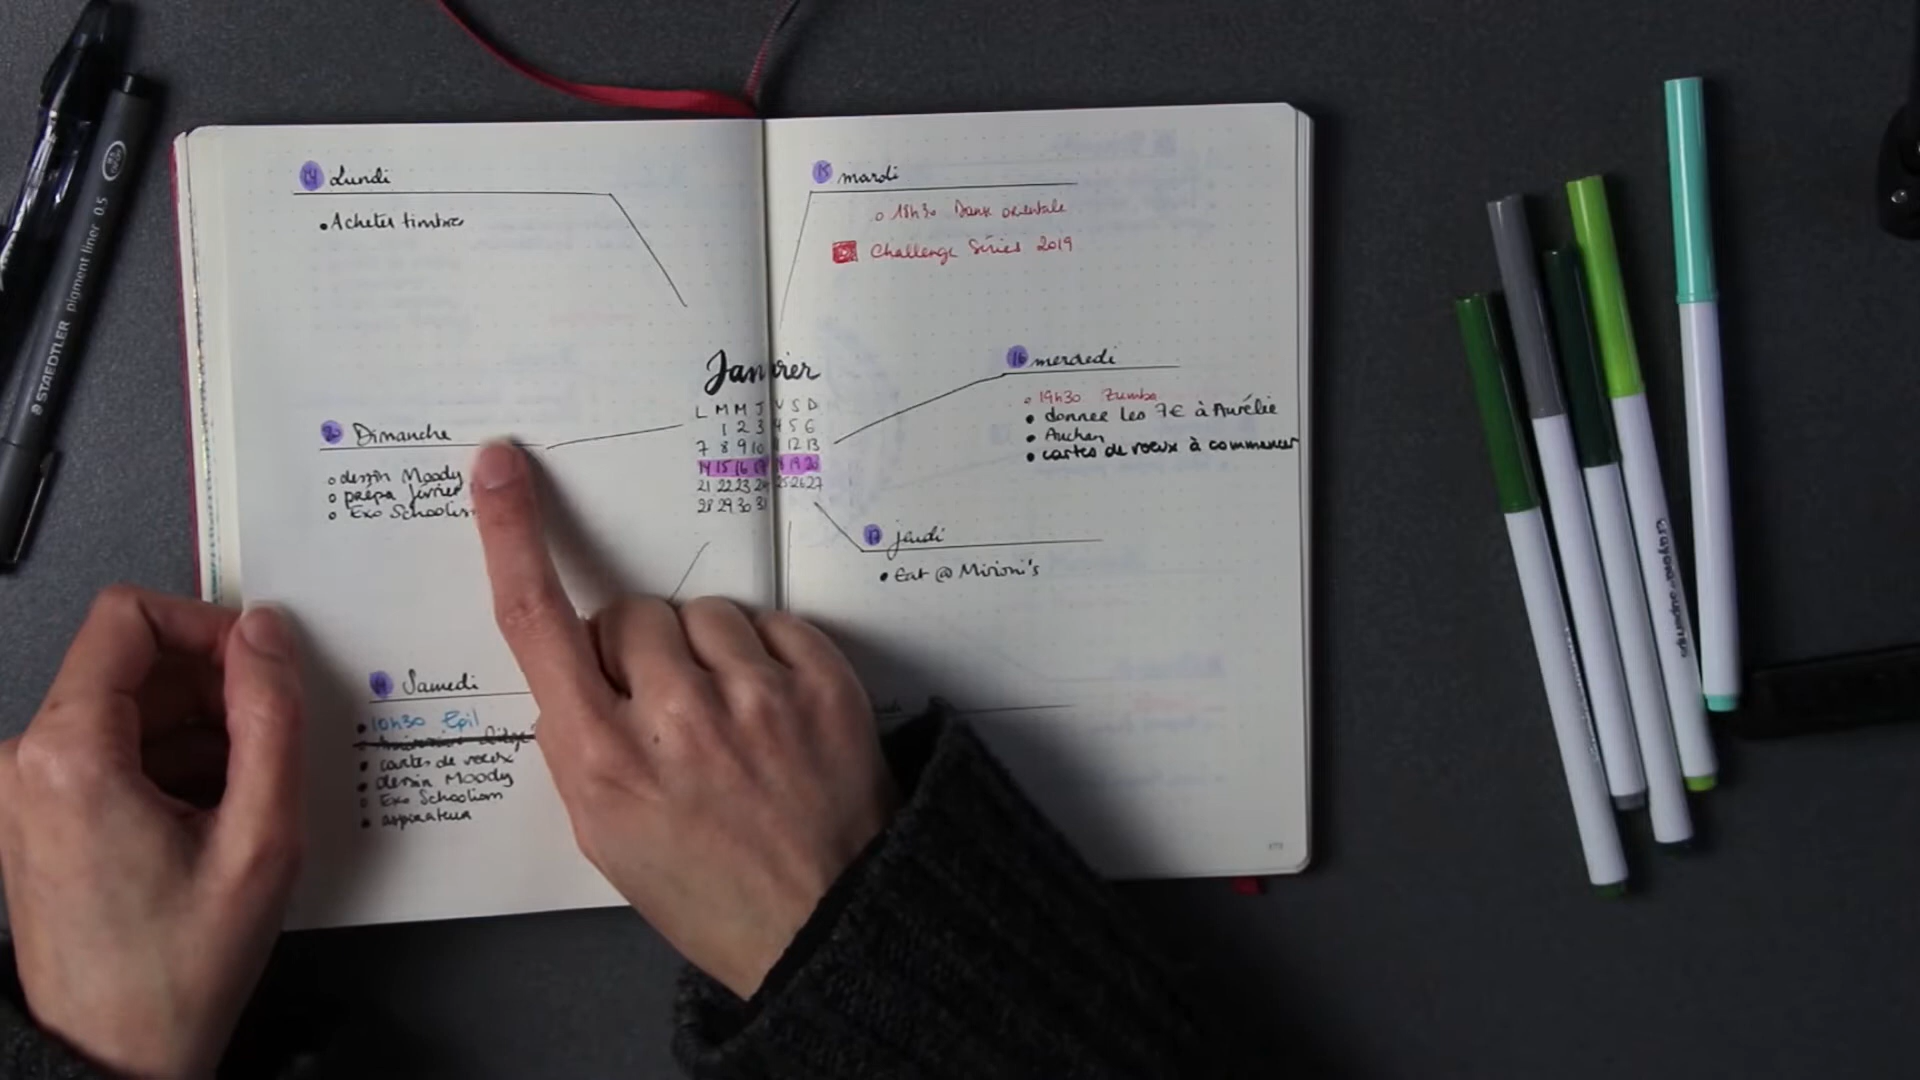 14 Lundi
• Acheter timbres
15 mardi
o 18h30 Danse orientale
Challenge Séries 2019
Janvier
L M M J V S D
1 2 3 4 5 6
7 8 9 10 11 12 13
14 15 16 17 18 19 20
21 22 23 24 25 26 27
28 29 30 31
16 mercredi
o 19h30 Zumba
• donner les 7€ à Aurélie
• Auchan
• cartes de voeux à commencer
17 jeudi
• Eat @ Mirioni's
20 Dimanche
o dessin Moody
o prépa février
o Exo Schoolism
19 Samedi
• 10h30 Epil
• cartes de voeux
• dessin Moody
o Exo Schoolism
• aspirateur
STAEDTLER pigment liner 0.5
Crayola supertips